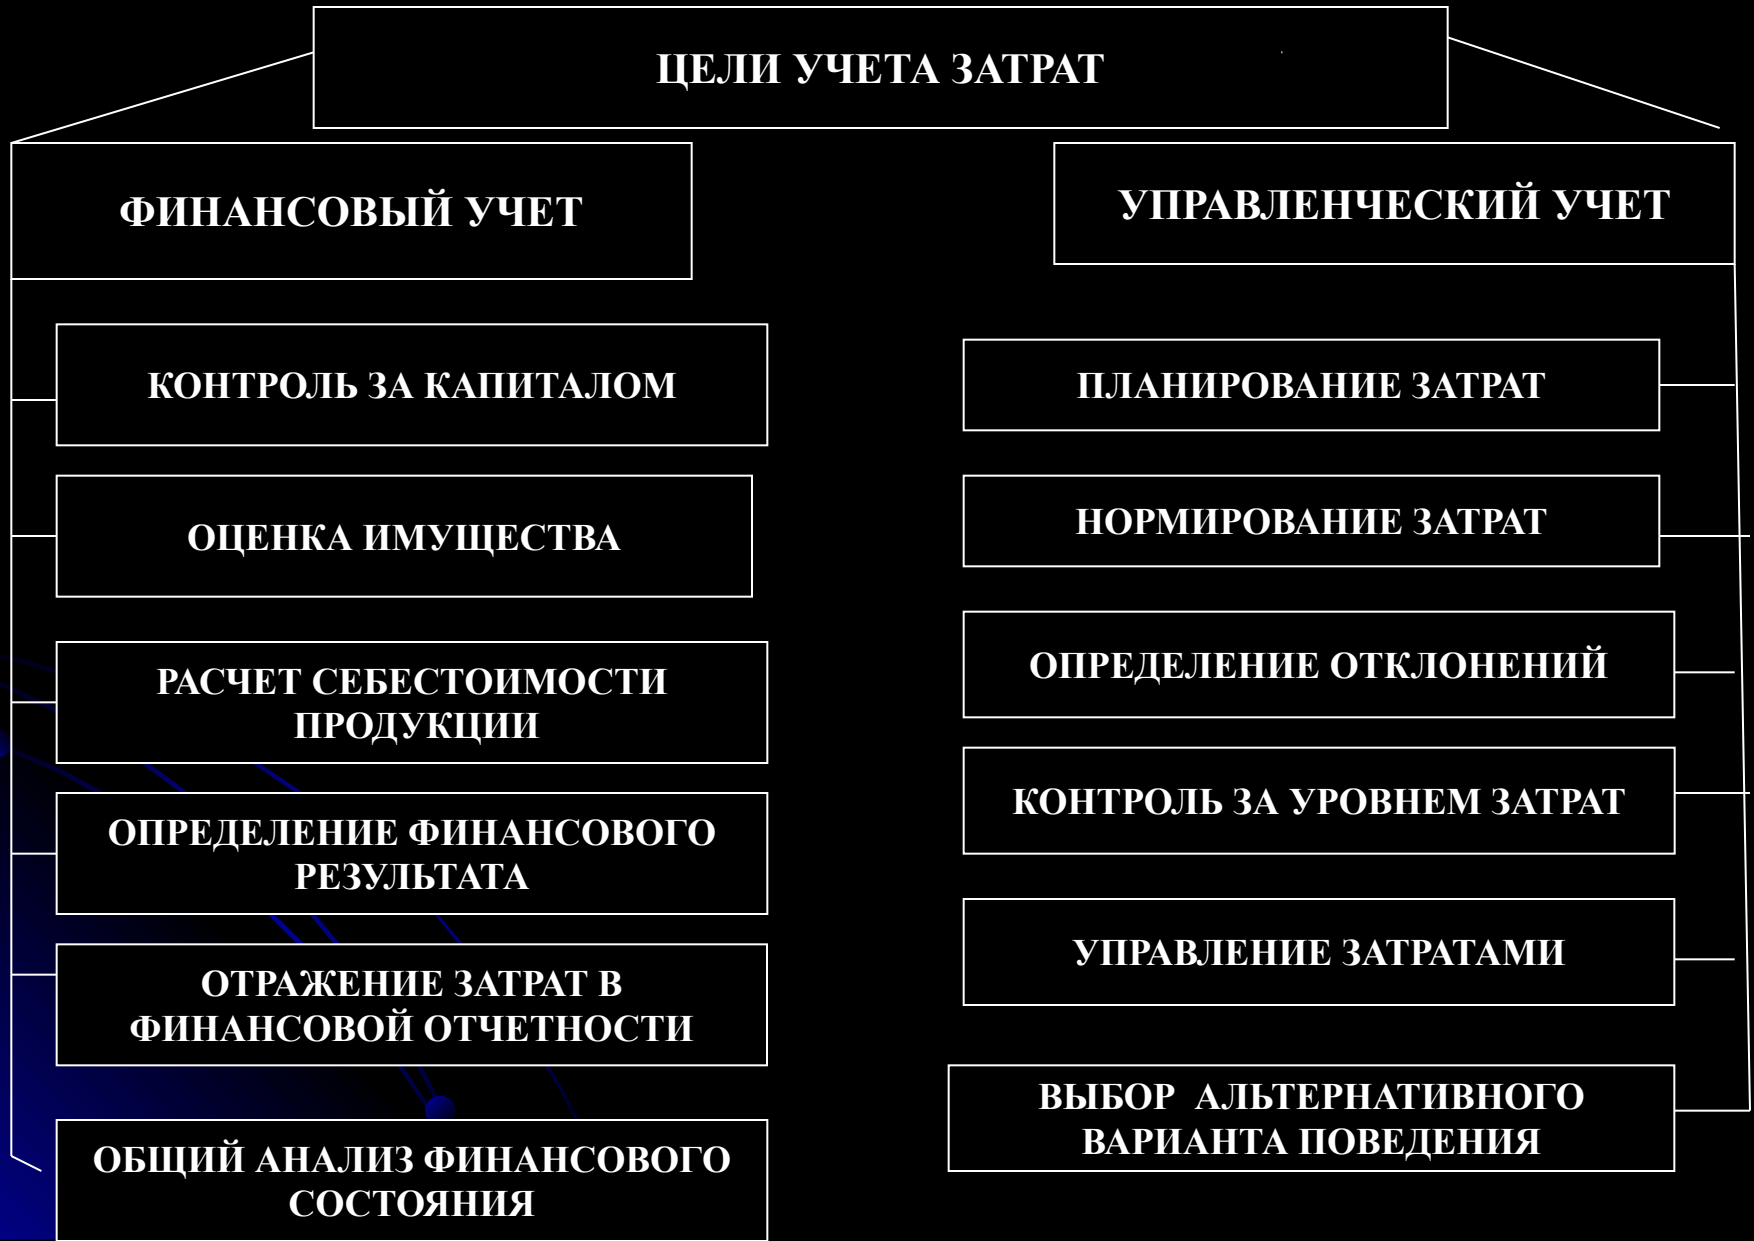 ЦЕЛИ УЧЕТА ЗАТРАТ
ФИНАНСОВЫЙ УЧЕТ
КОНТРОЛЬ ЗА КАПИТАЛОМ
ОЦЕНКА ИМУЩЕСТВА
РАСЧЕТ СЕБЕСТОИМОСТИ
ПРОДУКЦИИ
ОПРЕДЕЛЕНИЕ ФИНАНСОВОГО
РЕЗУЛЬТАТА
ОТРАЖЕНИЕ ЗАТРАТ В
ФИНАНСОВОЙ ОТЧЕТНОСТИ
ОБЩИЙ АНАЛИЗ ФИНАНСОВОГО
СОСТОЯНИЯ
УПРАВЛЕНЧЕСКИЙ УЧЕТ
ПЛАНИРОВАНИЕ ЗАТРАТ
НОРМИРОВАНИЕ ЗАТРАТ
ОПРЕДЕЛЕНИЕ ОТКЛОНЕНИЙ
КОНТРОЛЬ ЗА УРОВНЕМ ЗАТРАТ
УПРАВЛЕНИЕ ЗАТРАТАМИ
ВЫБОР АЛЬТЕРНАТИВНОГО
ВАРИАНТА ПОВЕДЕНИЯ